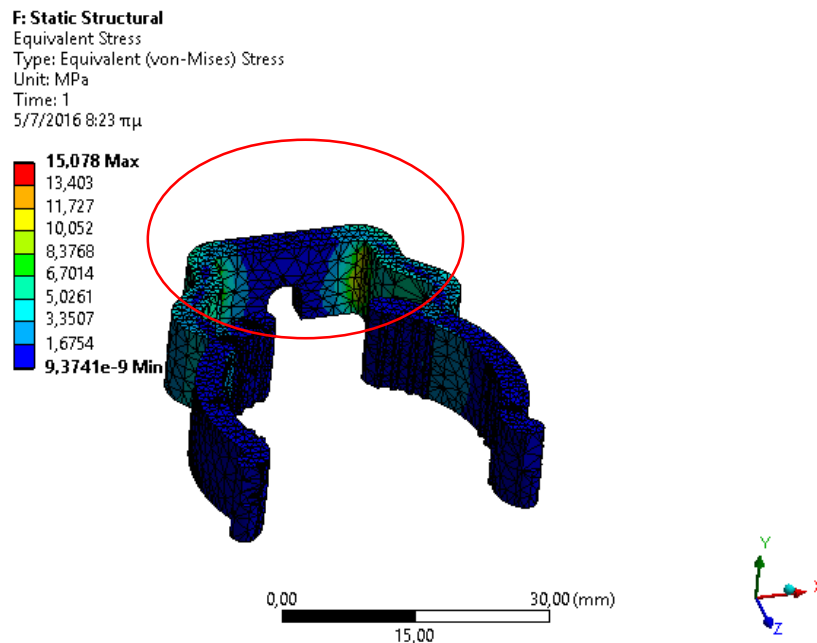 F: Static Structural
Equivalent Stress
Type: Equivalent (von-Mises) Stress
Unit: MPa
Time: 1
5/7/2016 8:23 πμ
15,078 Max
13,403
11,727
10,052
8,3768
6,7014
5,0261
3,3507
1,6754
9,3741e-9 Min
0,00
30,00 (mm)
15,00
Y
X
Z